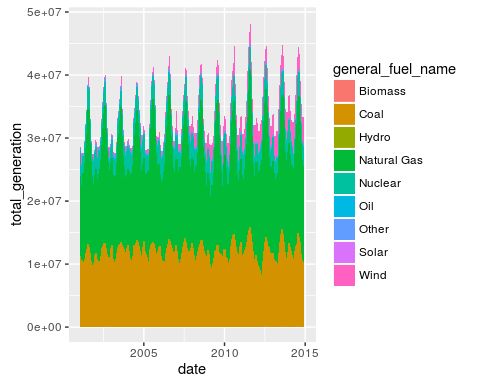 5e+07
4e+07
3e+07
2e+07
1e+07
0e+00
total_generation
2005
2010
2015
date
general_fuel_name
Biomass
Coal
Hydro
Natural Gas
Nuclear
Oil
Other
Solar
Wind